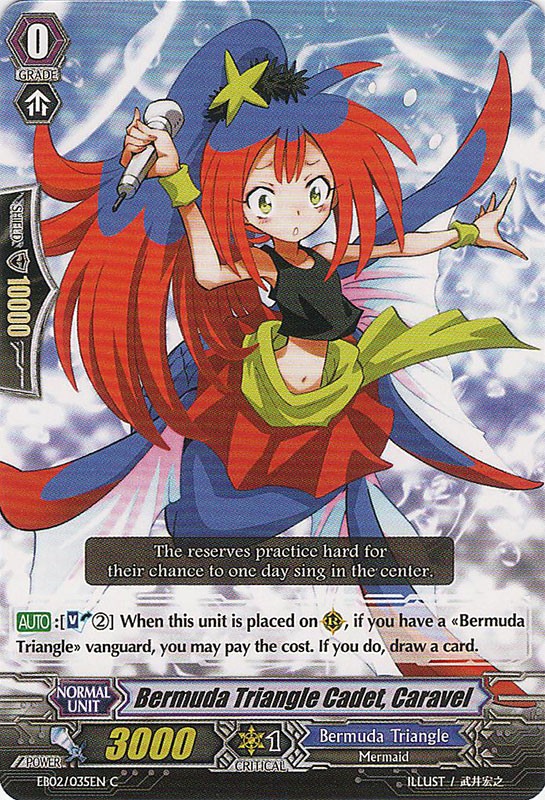 0
GRADE
SHIELD
10000
The reserves practice hard for
their chance to one day sing in the center.
AUTO:[②] When this unit is placed on , if you have a «Bermuda
Triangle» vanguard, you may pay the cost. If you do, draw a card.
NORMAL
UNIT
Bermuda Triangle Cadet, Caravel
POWER
3000
1
CRITICAL
Bermuda Triangle
Mermaid
EB02/035EN C
ILLUST / 武井宏之